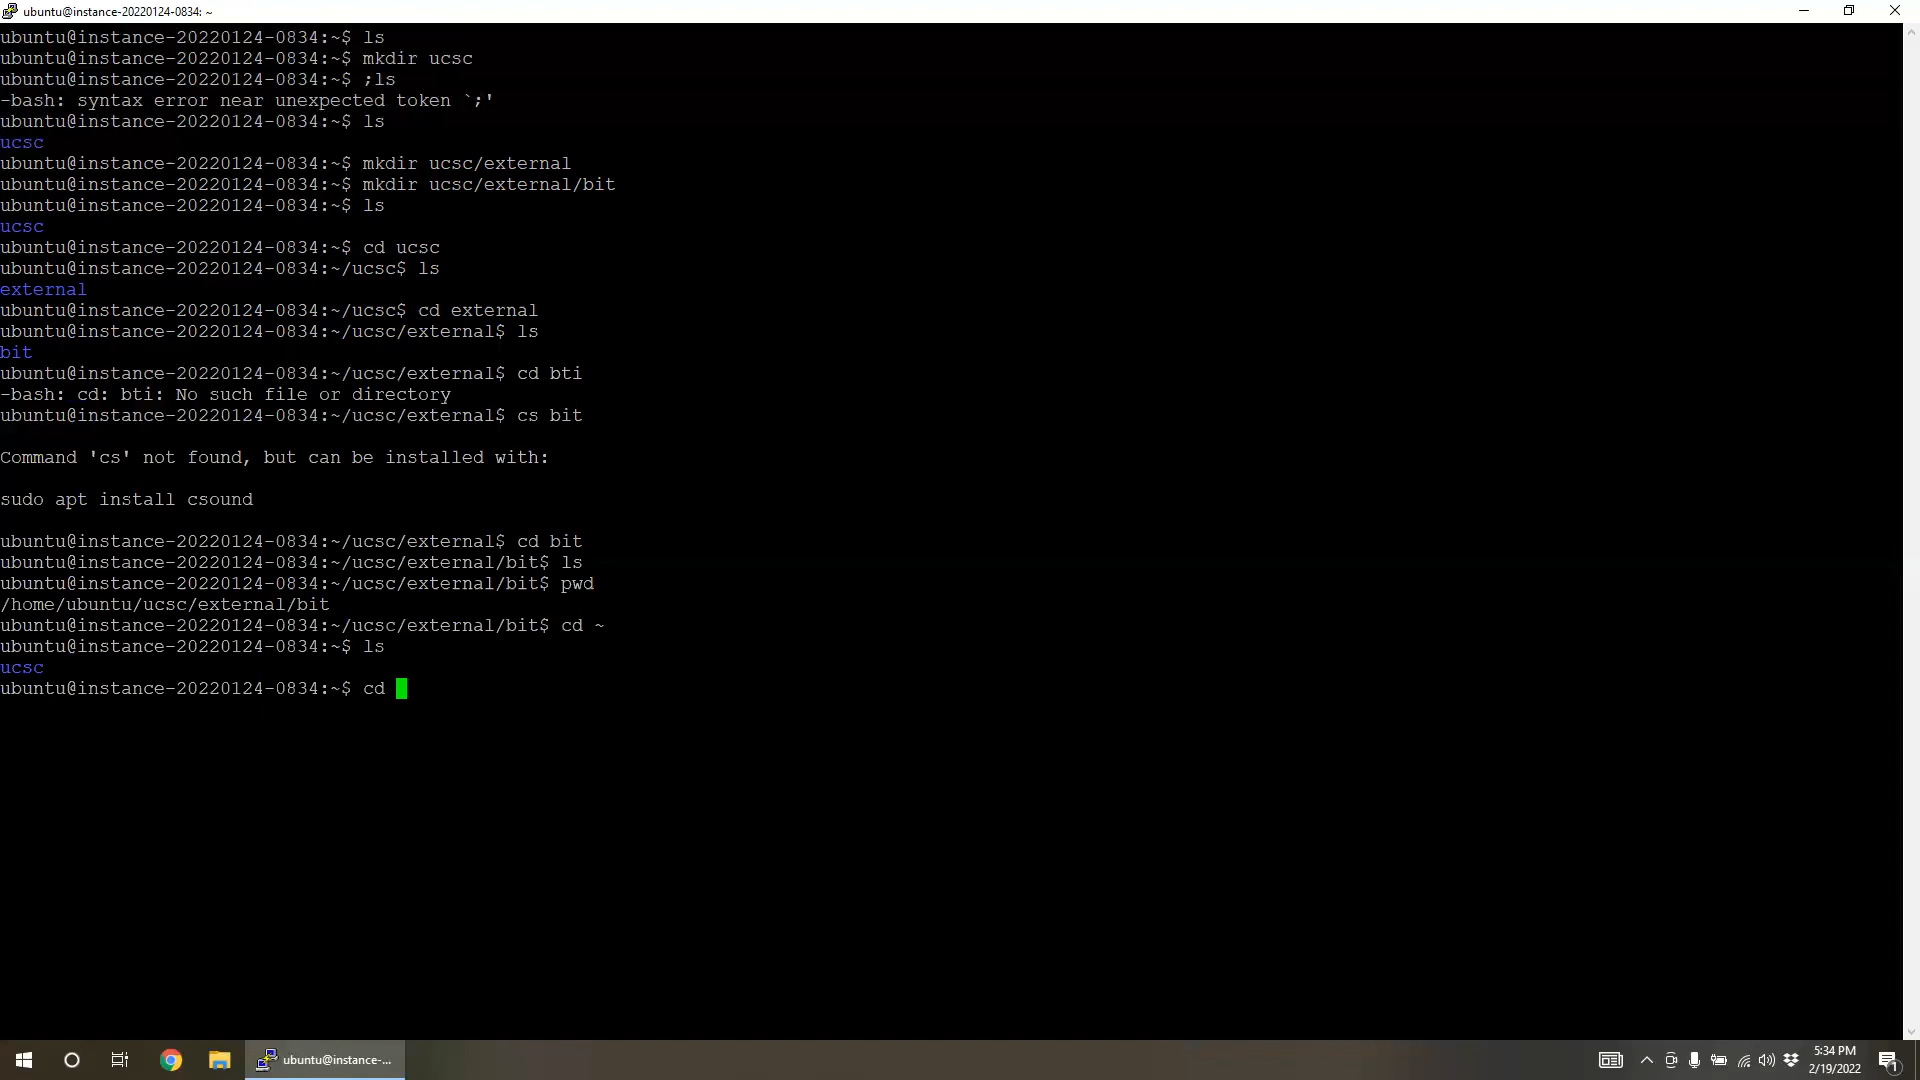 ubuntu@instance-20220124-0834: ~
ubuntu@instance-20220124-0834:~$ ls
ubuntu@instance-20220124-0834:~$ mkdir ucsc
ubuntu@instance-20220124-0834:~$ ;ls
-bash: syntax error near unexpected token `;'
ubuntu@instance-20220124-0834:~$ ls
ucsc
ubuntu@instance-20220124-0834:~$ mkdir ucsc/external
ubuntu@instance-20220124-0834:~$ mkdir ucsc/external/bit
ubuntu@instance-20220124-0834:~$ ls
ucsc
ubuntu@instance-20220124-0834:~$ cd ucsc
ubuntu@instance-20220124-0834:~/ucsc$ ls
external
ubuntu@instance-20220124-0834:~/ucsc$ cd external
ubuntu@instance-20220124-0834:~/ucsc/external$ ls
bit
ubuntu@instance-20220124-0834:~/ucsc/external$ cd bti
-bash: cd: bti: No such file or directory
ubuntu@instance-20220124-0834:~/ucsc/external$ cs bit
Command 'cs' not found, but can be installed with:
sudo apt install csound
ubuntu@instance-20220124-0834:~/ucsc/external$ cd bit
ubuntu@instance-20220124-0834:~/ucsc/external/bit$ ls
ubuntu@instance-20220124-0834:~/ucsc/external/bit$ pwd
/home/ubuntu/ucsc/external/bit
ubuntu@instance-20220124-0834:~/ucsc/external/bit$ cd ~
ubuntu@instance-20220124-0834:~$ ls
ucsc
ubuntu@instance-20220124-0834:~$ cd
ubuntu@instance-...
5:34 PM
2/19/2022
1